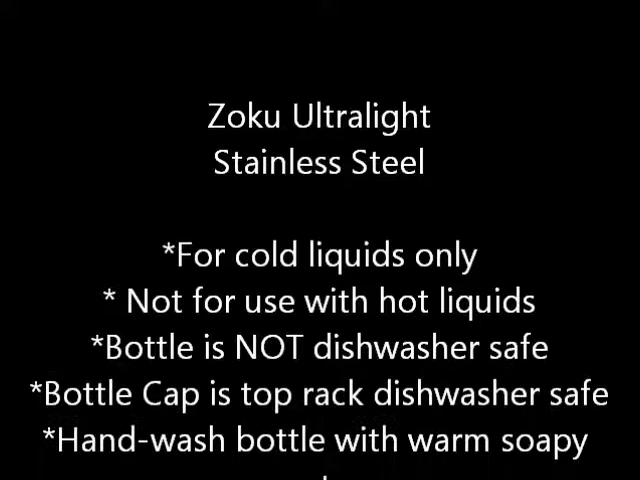 Zoku Ultralight
Stainless Steel
*For cold liquids only
* Not for use with hot liquids
*Bottle is NOT dishwasher safe
*Bottle Cap is top rack dishwasher safe
*Hand-wash bottle with warm soapy